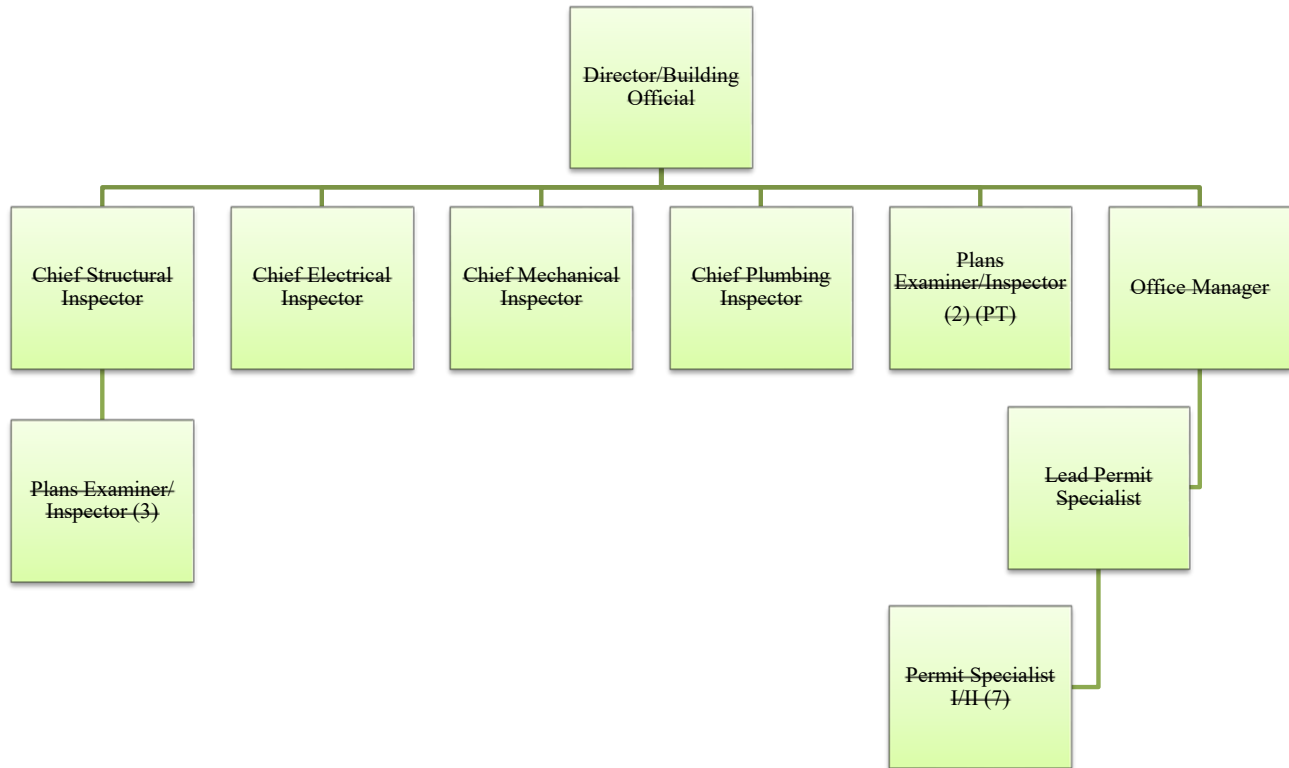 Director/Building
Official
Chief Structural
Inspector
Chief Electrical
Inspector
Chief Mechanical
Inspector
Chief Plumbing
Inspector
Plans
Examiner/Inspector
(2) (PT)
Office Manager
Plans Examiner/
Inspector (3)
Lead Permit
Specialist
Permit Specialist
I/II (7)